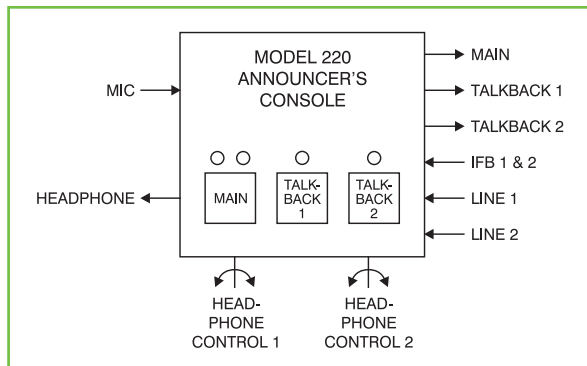 MODEL 220
ANNOUNCER'S
CONSOLE
MIC
HEADPHONE
MAIN
TALK-
BACK
1
TALK-
BACK
2
MAIN
TALKBACK 1
TALKBACK 2
IFB 1 & 2
LINE 1
LINE 2
HEAD-
PHONE
CONTROL 1
HEAD-
PHONE
CONTROL 2